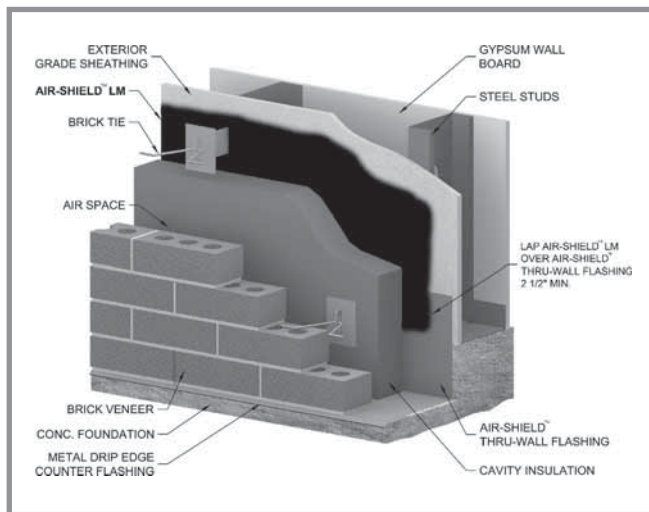 EXTERIOR
GRADE SHEATHING
AIR-SHIELD™ LM
BRICK TIE
AIR SPACE
BRICK VENEER
CONC. FOUNDATION
METAL DRIP EDGE
COUNTER FLASHING
GYPSUM WALL
BOARD
STEEL STUDS
LAP AIR-SHIELD™ LM
OVER AIR-SHIELD™
THRU-WALL FLASHING
2 1/2" MIN.
AIR-SHIELD™
THRU-WALL FLASHING
CAVITY INSULATION